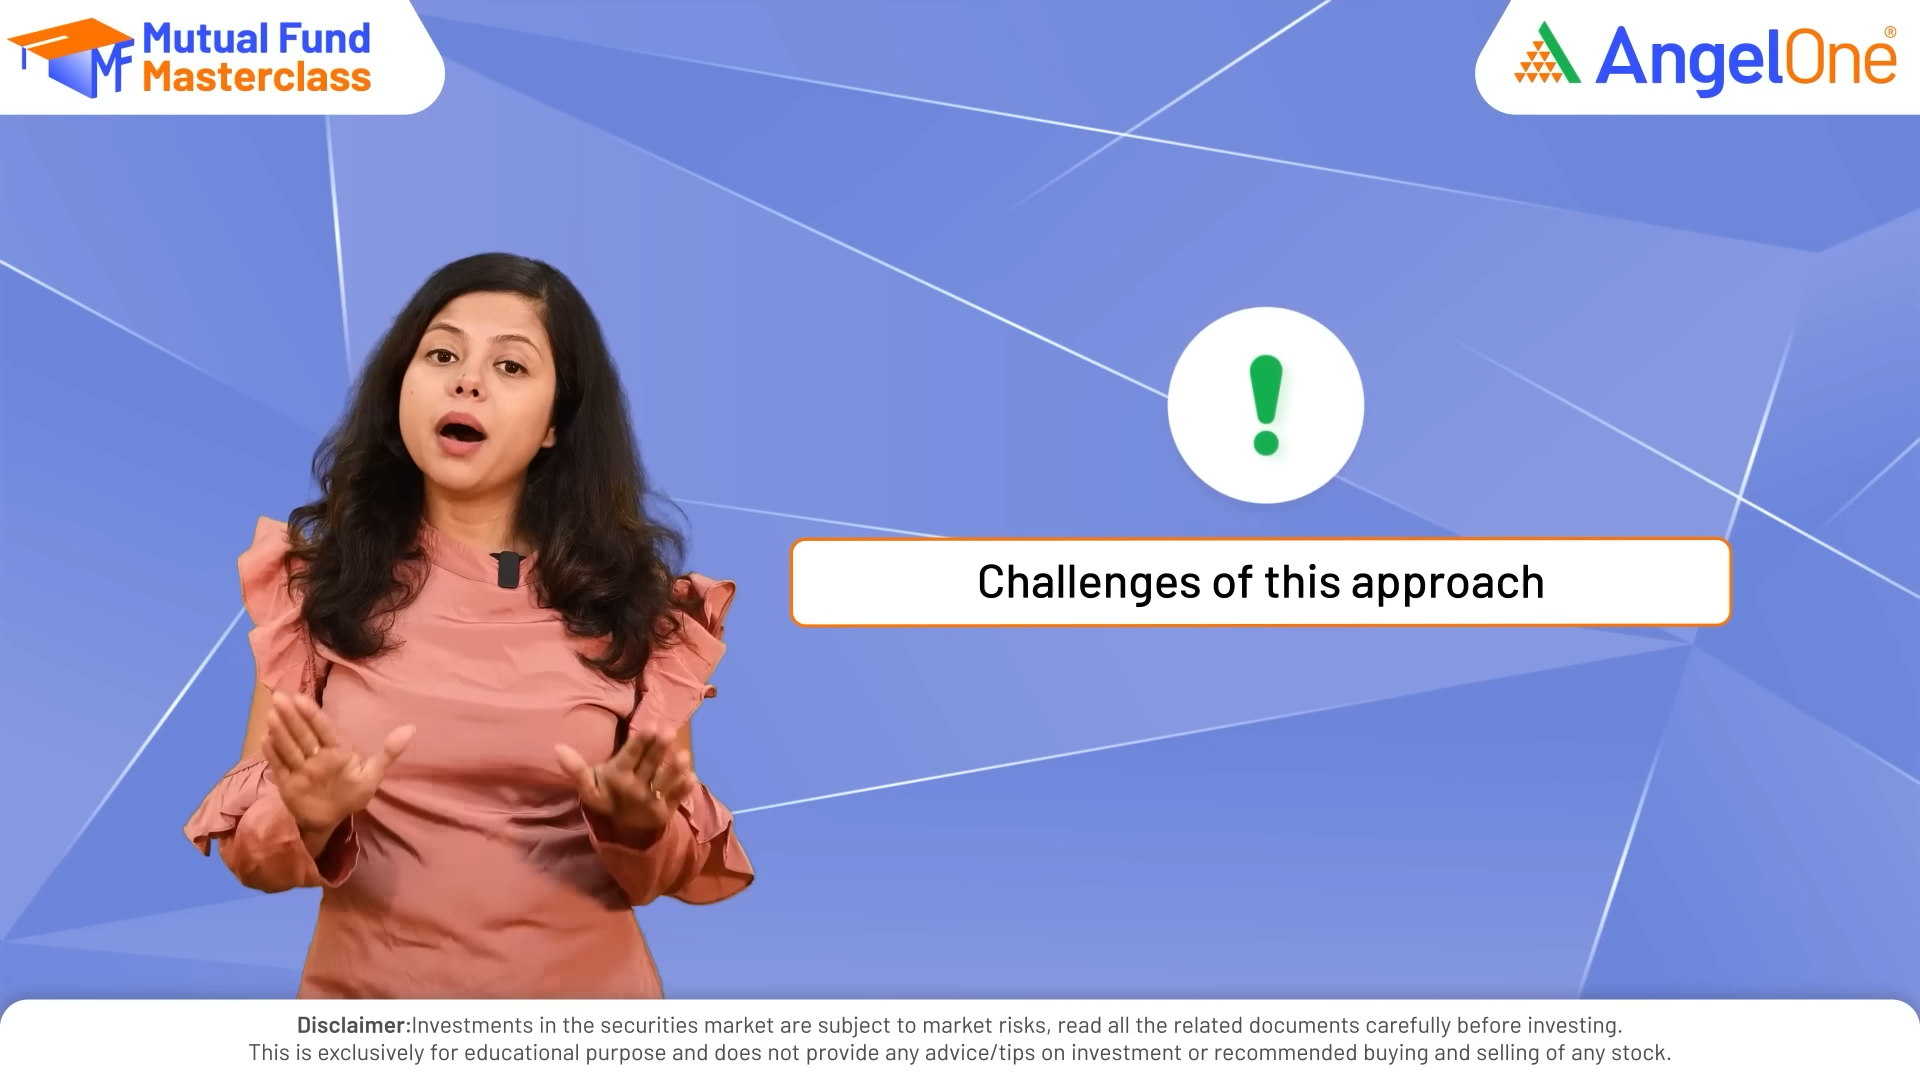 Mutual Fund
Masterclass
MF
AngelOne®
!
Challenges of this approach
Disclaimer:Investments in the securities market are subject to market risks, read all the related documents carefully before investing.
This is exclusively for educational purpose and does not provide any advice/tips on investment or recommended buying and selling of any stock.